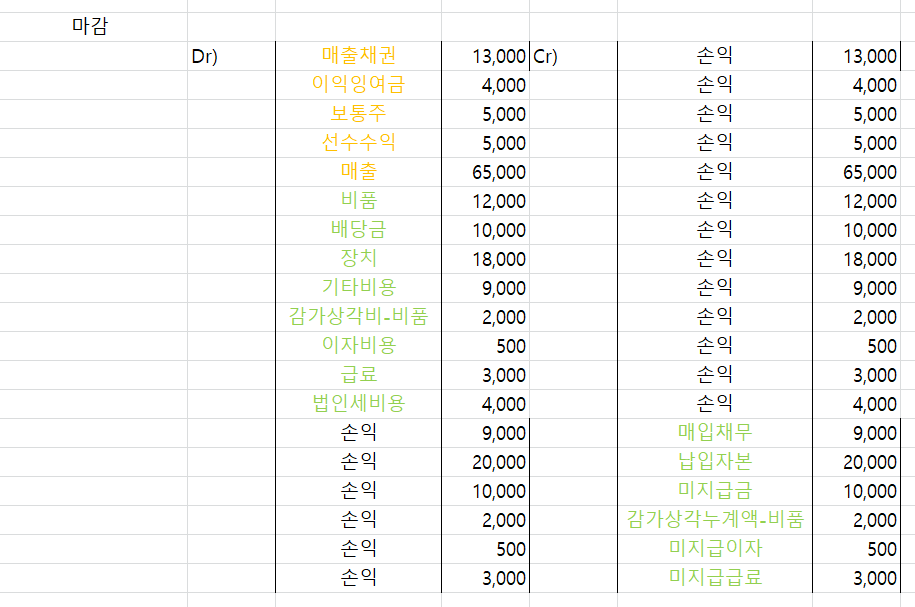 마감
Dr) 매출채권 13,000 Cr) 손익 13,000
이익잉여금 4,000 손익 4,000
보통주 5,000 손익 5,000
선수수익 5,000 손익 5,000
매출 65,000 손익 65,000
비품 12,000 손익 12,000
배당금 10,000 손익 10,000
장치 18,000 손익 18,000
기타비용 9,000 손익 9,000
감가상각비-비품 2,000 손익 2,000
이자비용 500 손익 500
급료 3,000 손익 3,000
법인세비용 4,000 손익 4,000
손익 9,000 매입채무 9,000
손익 20,000 납입자본 20,000
손익 10,000 미지급금 10,000
손익 2,000 감가상각누계액-비품 2,000
손익 500 미지급이자 500
손익 3,000 미지급급료 3,000